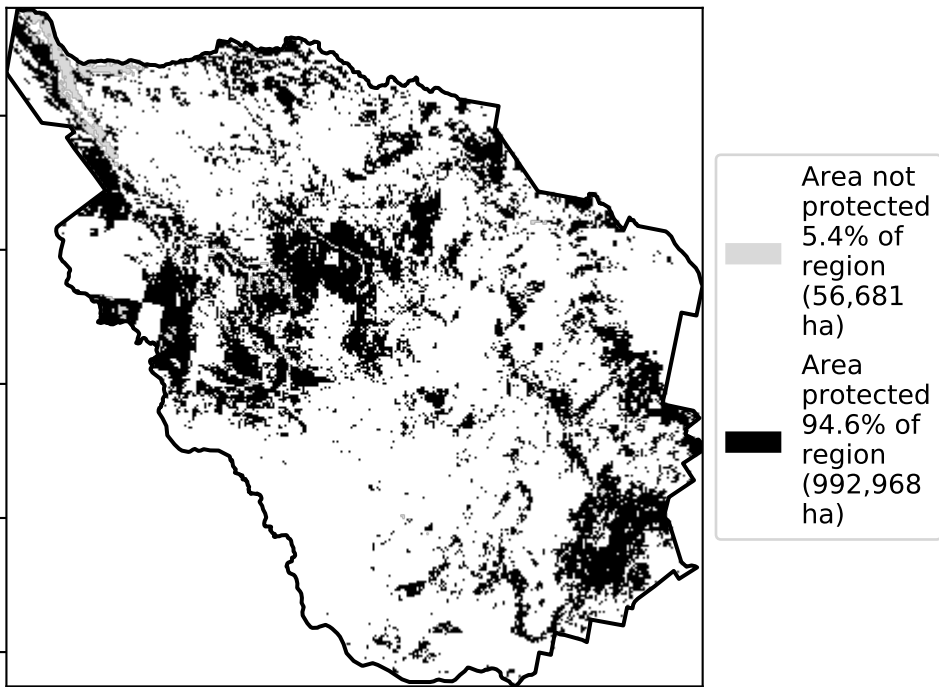 Area not
protected
5.4% of
region
(56,681
ha)
Area
protected
94.6% of
region
(992,968
ha)